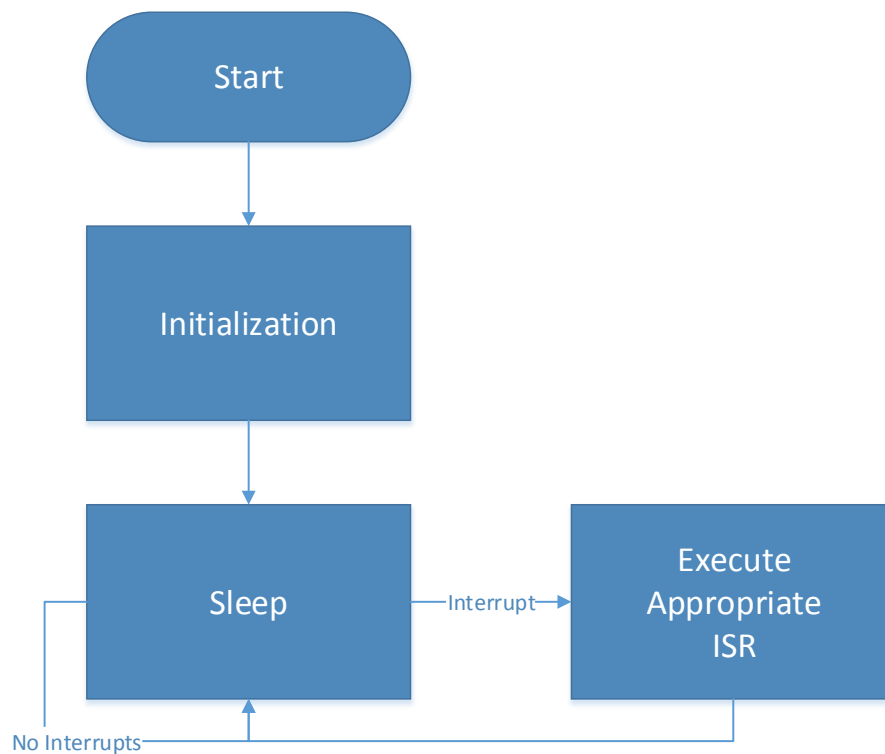 Start
Initialization
Sleep
Interrupt
Execute
Appropriate
ISR
No Interrupts